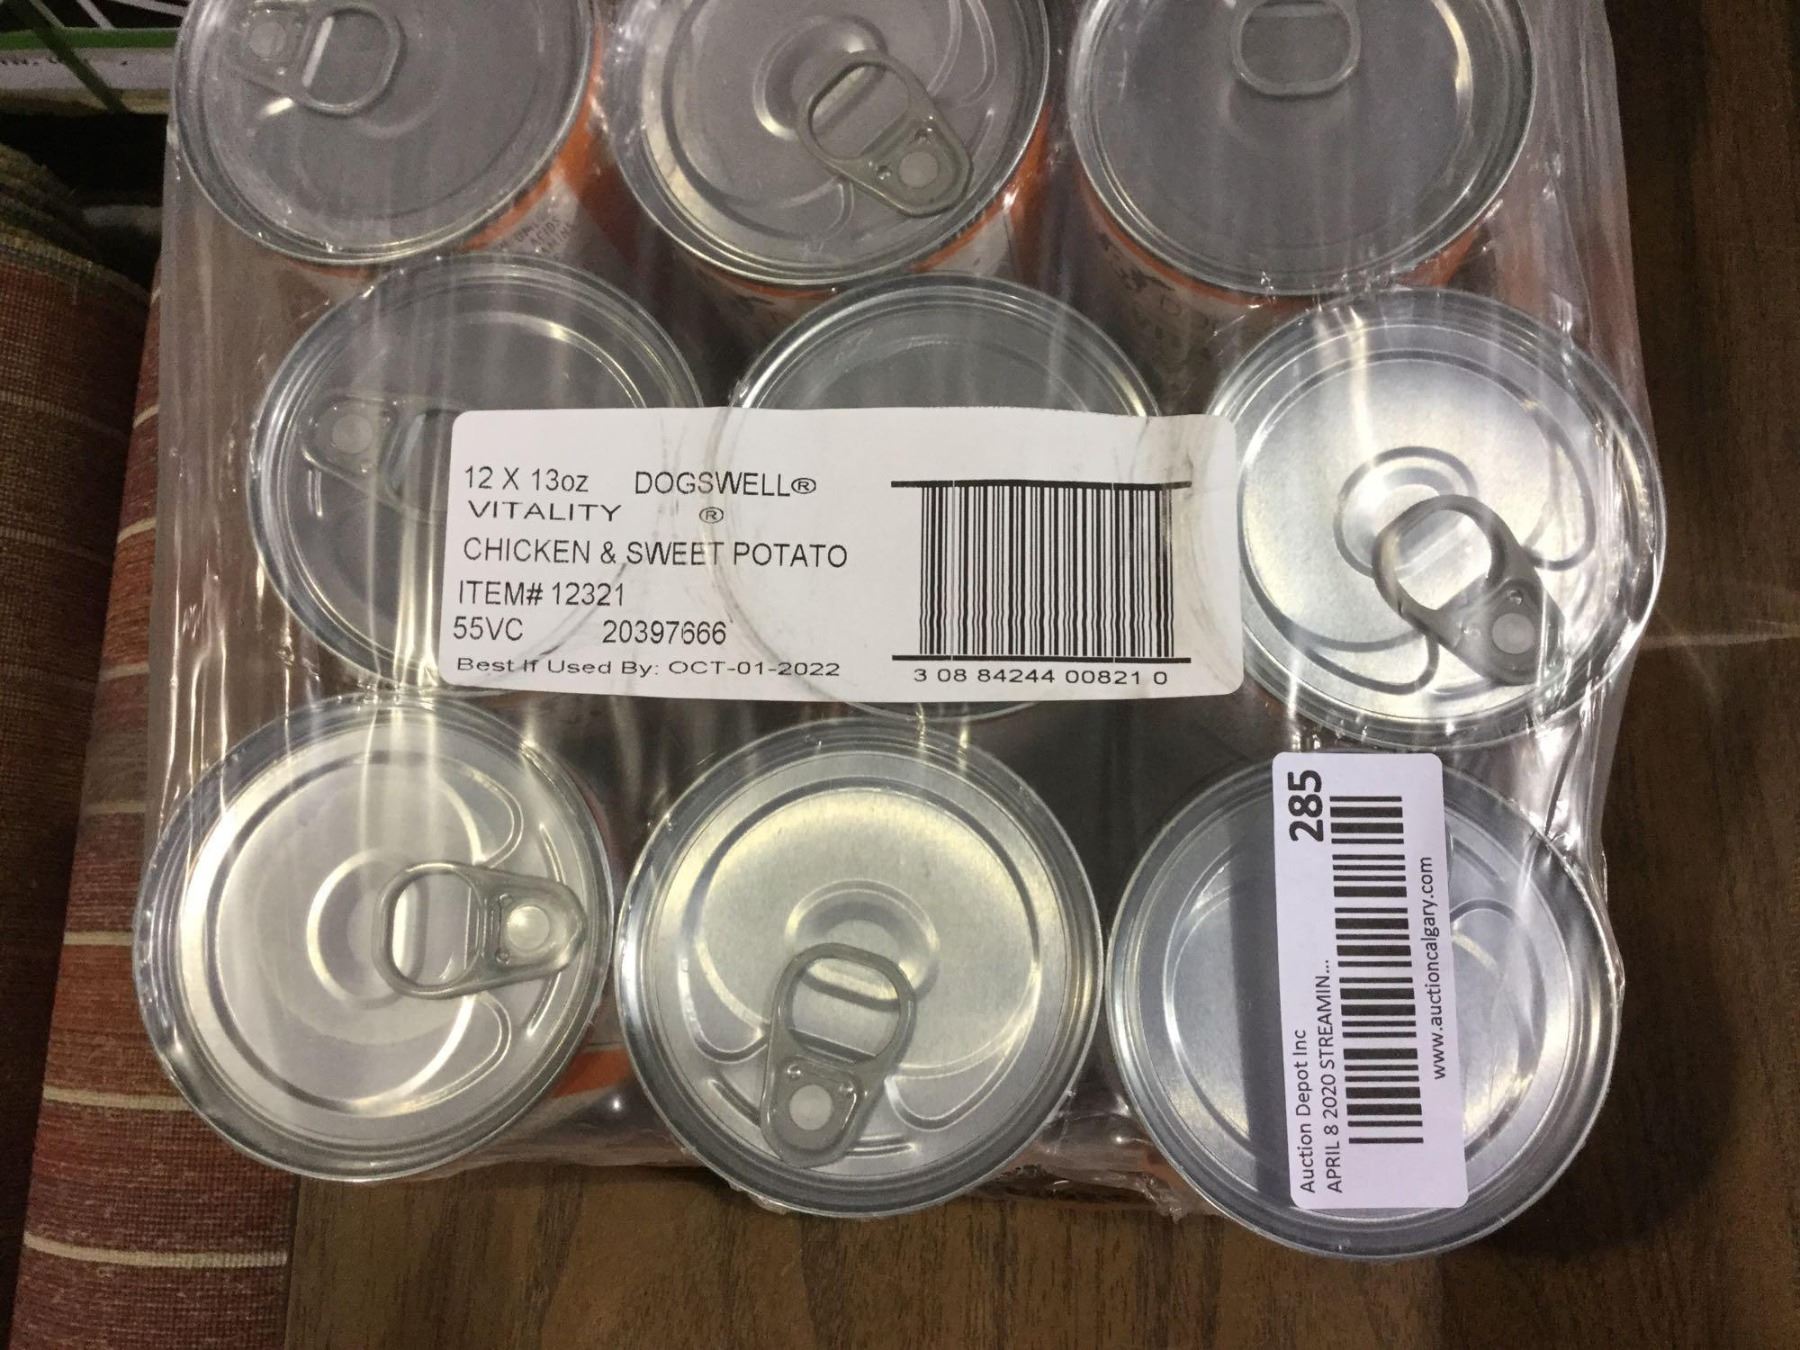 12 X 13oz DOGSWELL®
VITALITY ®
CHICKEN & SWEET POTATO
ITEM# 12321
55VC 20397666
Best If Used By: OCT-01-2022
3 08 84244 00821 0
285
Auction Depot Inc
APRIL 8 2020 STREAMIN...
www.auctioncalgary.com